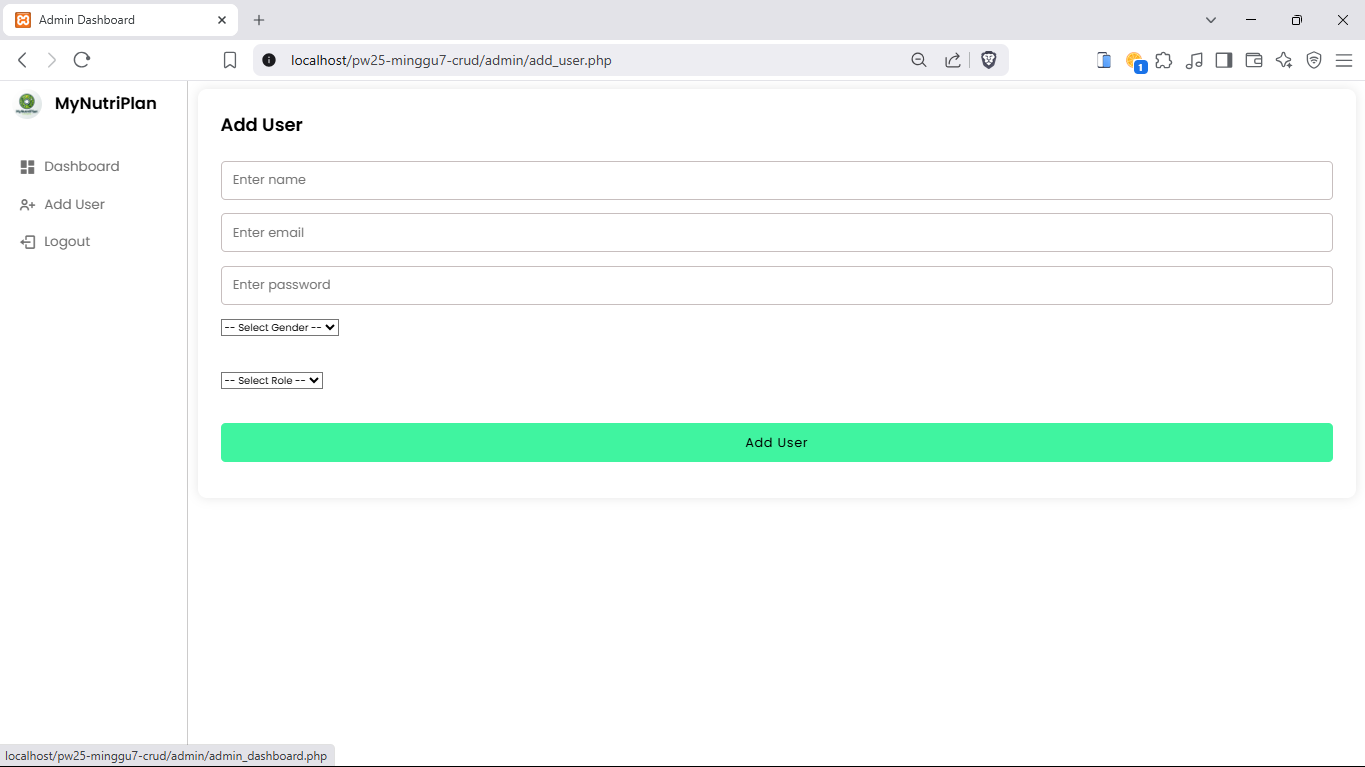 Admin Dashboard
localhost/pw25-minggu7-crud/admin/add_user.php
1
MyNutriPlan
Dashboard
Add User
Logout
Add User
Enter name
Enter email
Enter password
-- Select Gender --
-- Select Role --
Add User
localhost/pw25-minggu7-crud/admin/admin_dashboard.php